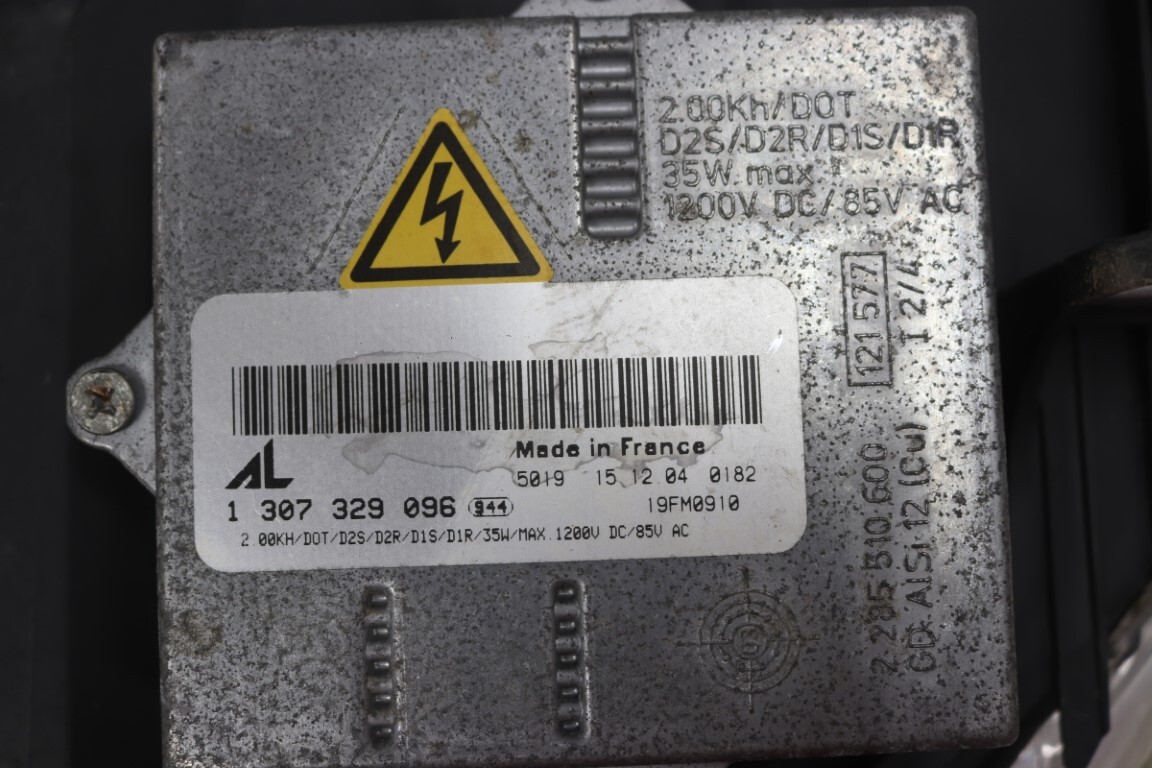 2.00Kh/DOT
D2S/D2R/D1S/D1R
35W max
1200V DC/85V AC
121 577
I 2/4
2 285 510 600
GD AlSi 12(Cu)
AL
Made in France
5019 15 12 04 0182
1 307 329 096 944
19FM0910
2.00KH/DOT/D2S/D2R/D1S/D1R/35W/MAX.1200V DC/85V AC